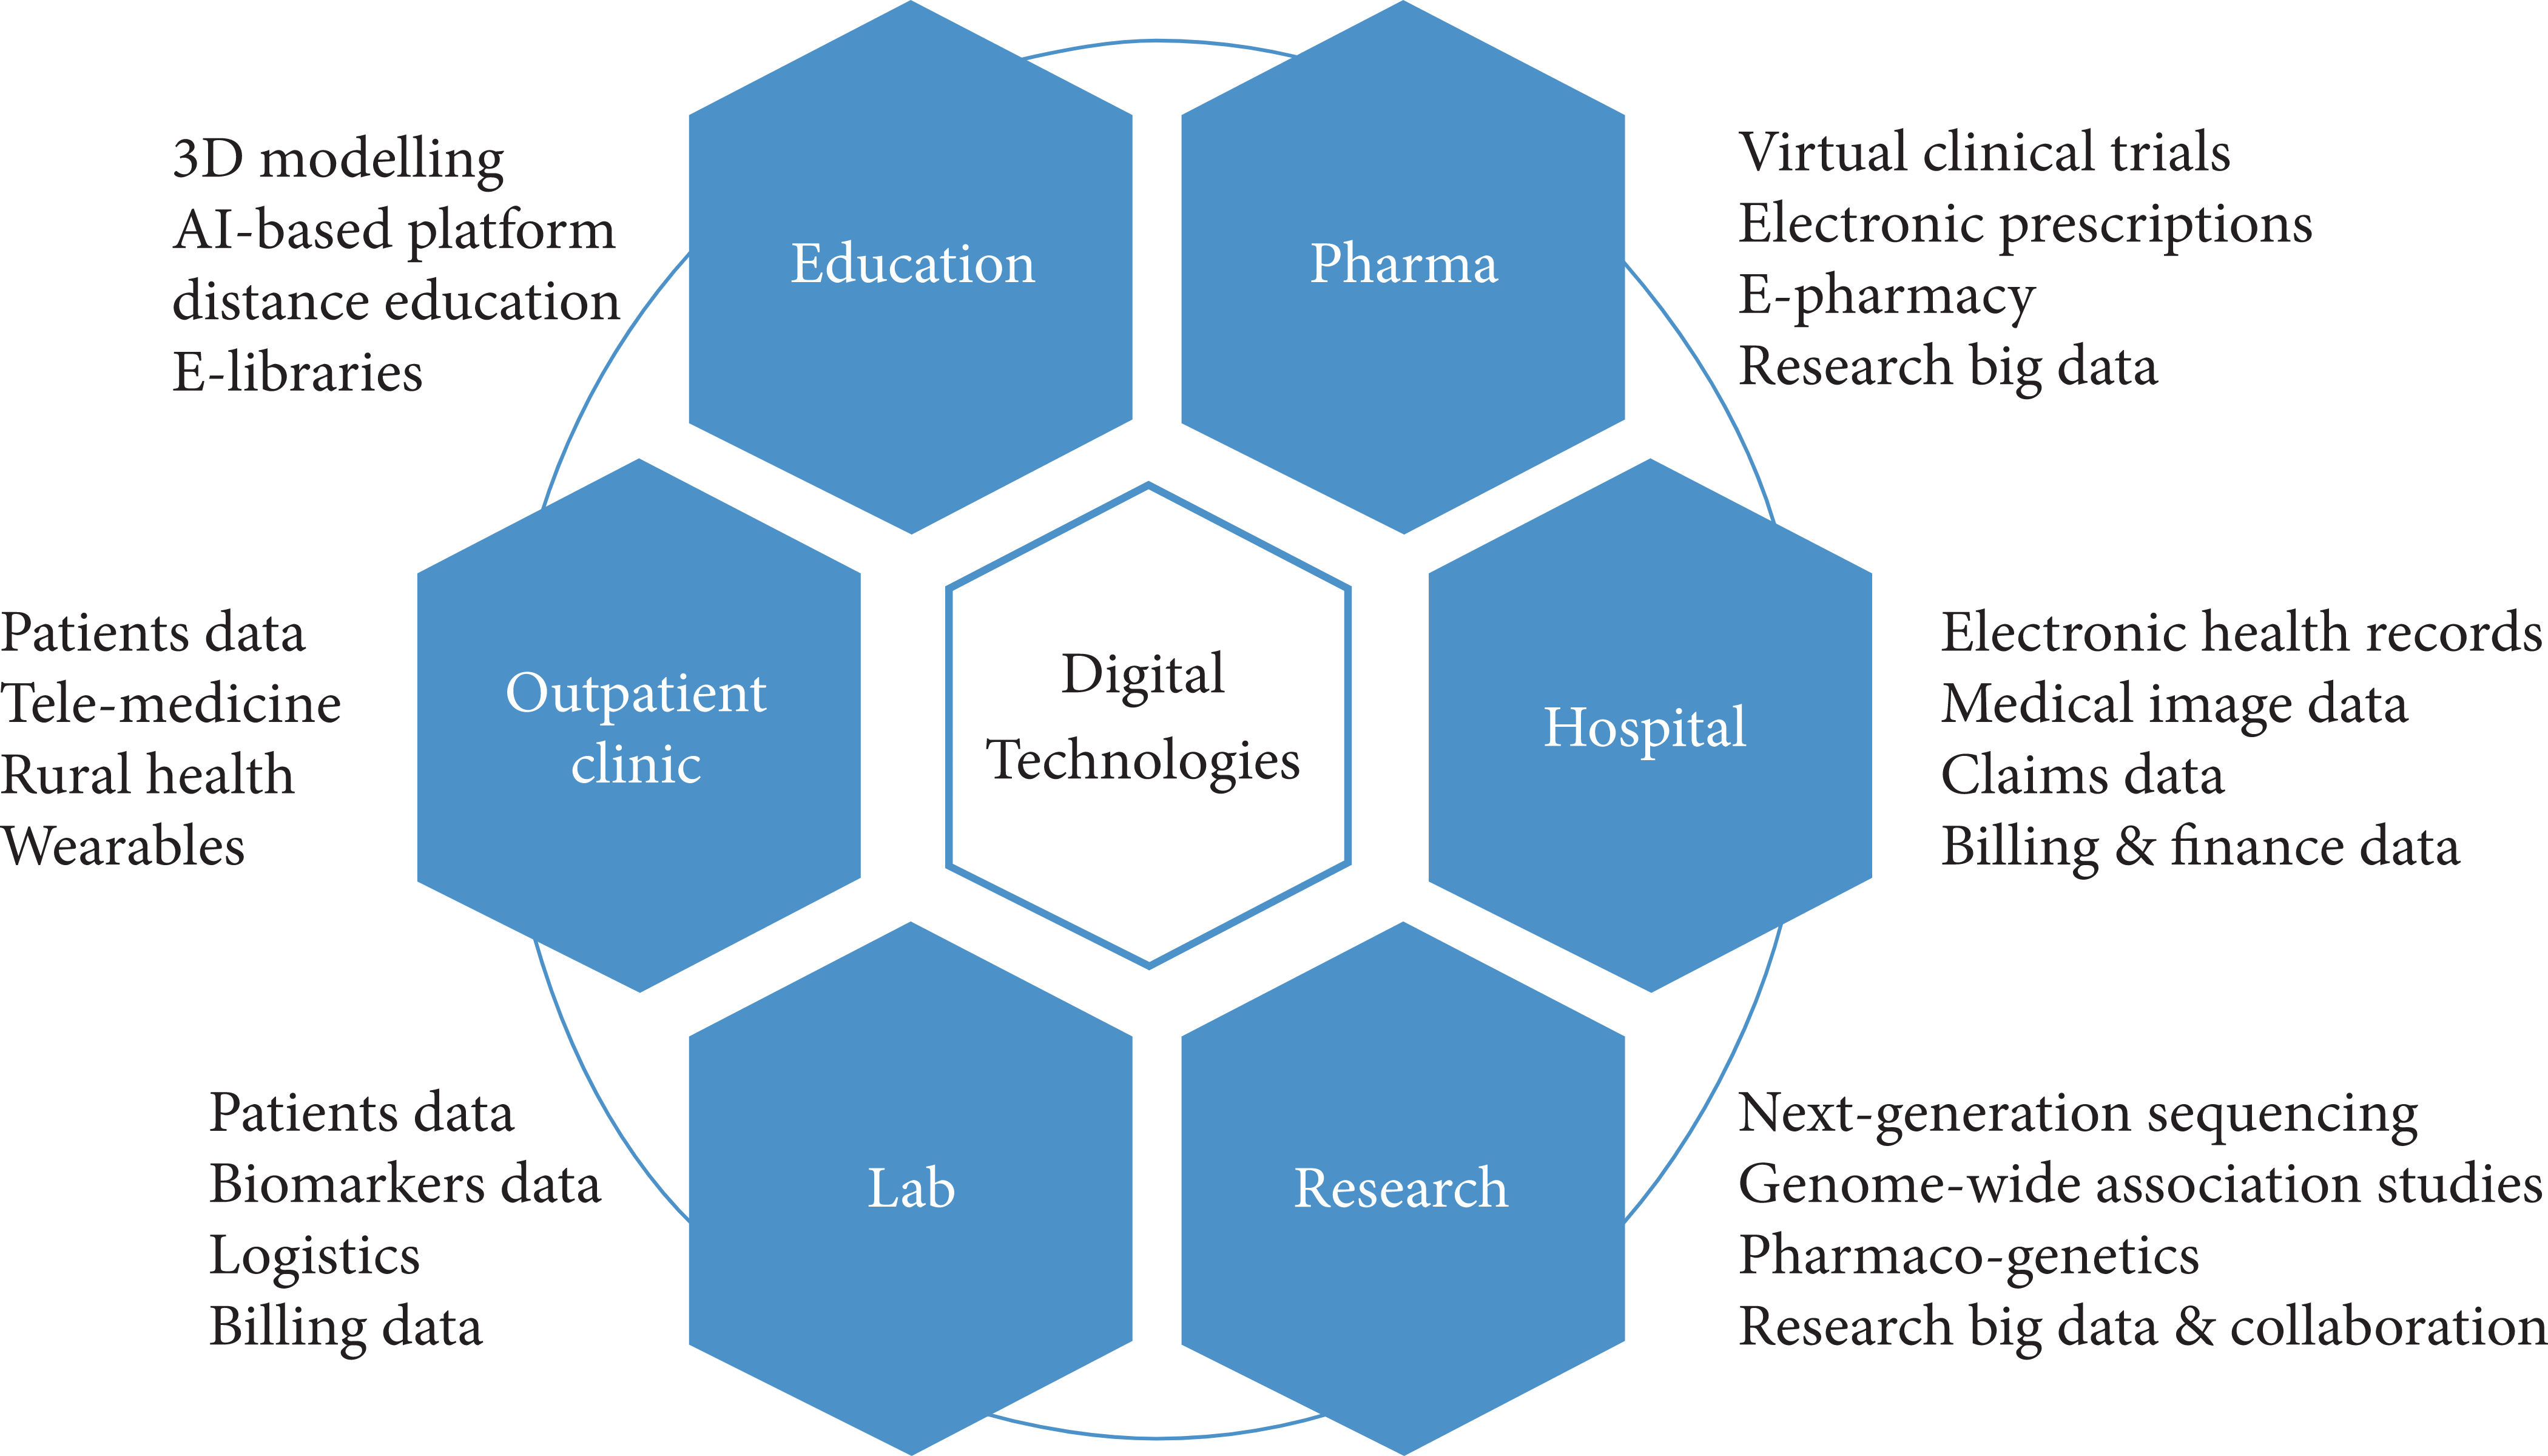 3D modelling
AI-based platform
distance education
E-libraries
Education
Pharma
Virtual clinical trials
Electronic prescriptions
E-pharmacy
Research big data
Patients data
Tele-medicine
Rural health
Wearables
Outpatient
clinic
Digital
Technologies
Hospital
Electronic health records
Medical image data
Claims data
Billing & finance data
Patients data
Biomarkers data
Logistics
Billing data
Lab
Research
Next-generation sequencing
Genome-wide association studies
Pharmaco-genetics
Research big data & collaboration